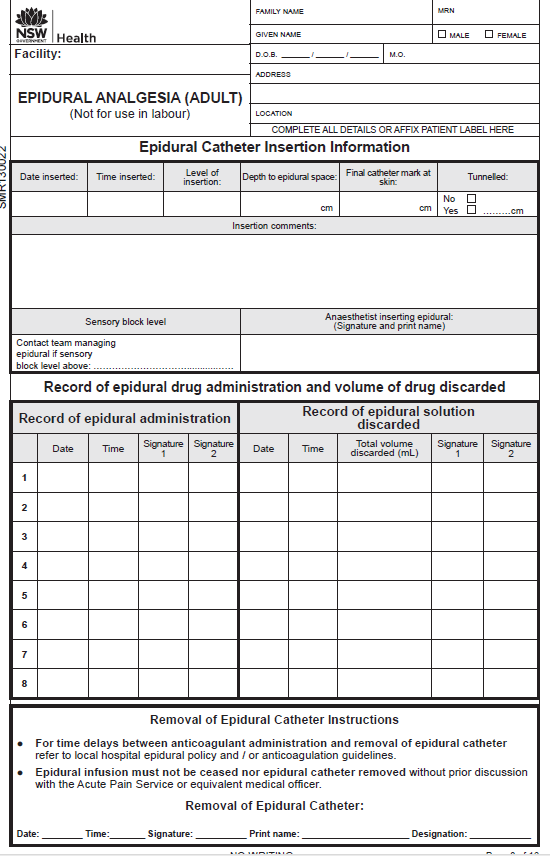 FAMILY NAME
MRN
GIVEN NAME
MALE
FEMALE
NSW
GOVERNMENT
Health
Facility:
D.O.B. ______ / ______ / ______
M.O.
ADDRESS
EPIDURAL ANALGESIA (ADULT)
(Not for use in labour)
LOCATION
COMPLETE ALL DETAILS OR AFFIX PATIENT LABEL HERE
SMR130022
Epidural Catheter Insertion Information
Date inserted:
Time inserted:
Level of
insertion:
Depth to epidural space:
Final catheter mark at
skin:
Tunnelled:
cm
cm
No
Yes .........cm
Insertion comments:
Sensory block level
Anaesthetist inserting epidural:
(Signature and print name)
Contact team managing
epidural if sensory
block level above: ................................................
Record of epidural drug administration and volume of drug discarded
Record of epidural administration
Record of epidural solution
discarded
Date
Time
Signature
1
Signature
2
Date
Time
Total volume
discarded (mL)
Signature
1
Signature
2
1
2
3
4
5
6
7
8
Removal of Epidural Catheter Instructions
● For time delays between anticoagulant administration and removal of epidural catheter
refer to local hospital epidural policy and / or anticoagulation guidelines.
● Epidural infusion must not be ceased nor epidural catheter removed without prior discussion
with the Acute Pain Service or equivalent medical officer.
Removal of Epidural Catheter:
Date: ________ Time:_______ Signature: __________ Print name: _____________________ Designation: ____________